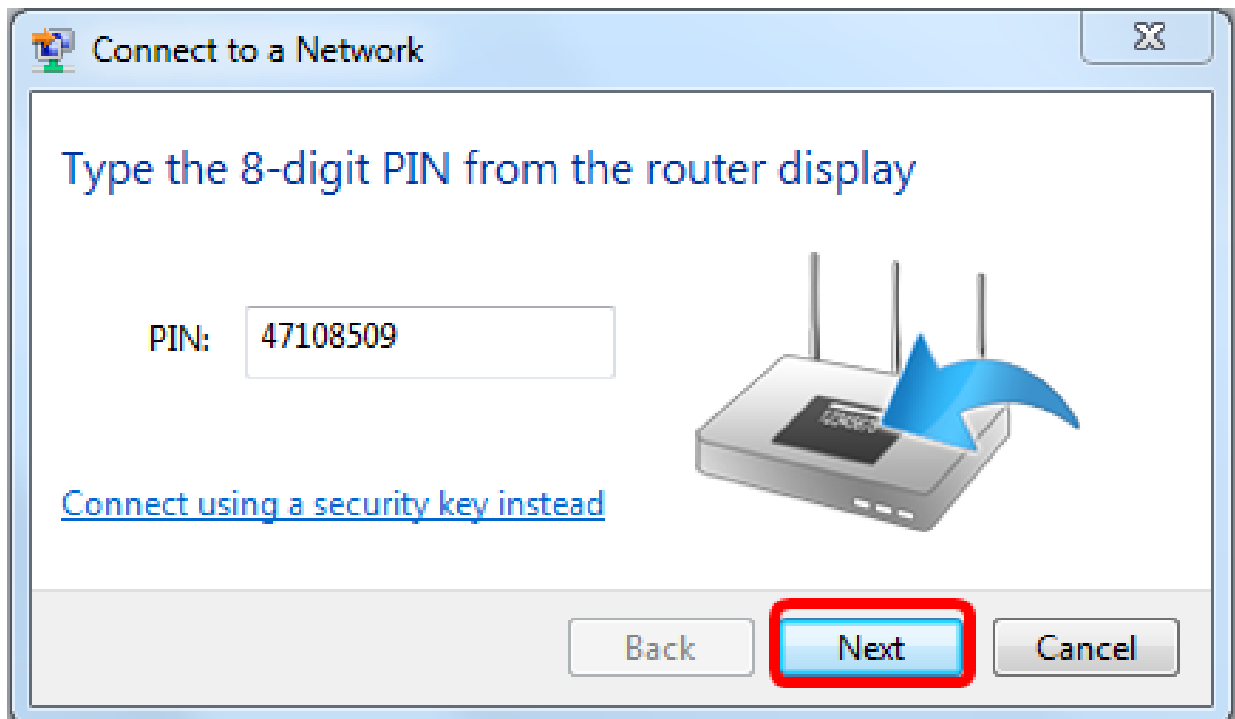 Connect to a Network
Type the 8-digit PIN from the router display
PIN: 47108509
Connect using a security key instead
Back Next Cancel